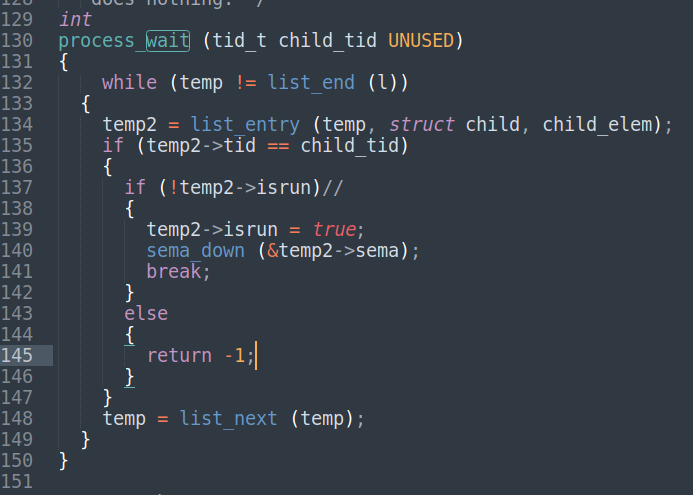 128 does nothing. */
129 int
130 process_wait (tid_t child_tid UNUSED)
131 {
132 while (temp != list_end (l))
133 {
134 temp2 = list_entry (temp, struct child, child_elem);
135 if (temp2->tid == child_tid)
136 {
137 if (!temp2->isrun)//
138 {
139 temp2->isrun = true;
140 sema_down (&temp2->sema);
141 break;
142 }
143 else
144 {
145 return -1;
146 }
147 }
148 temp = list_next (temp);
149 }
150 }
151